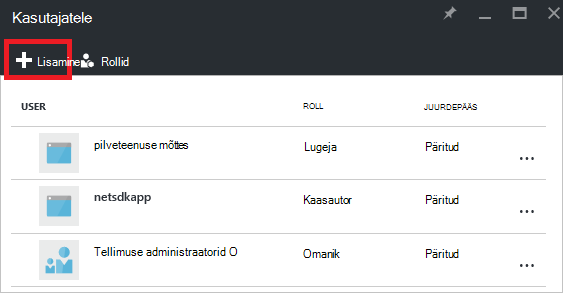 Kasutajatele
Lisamine Rollid
USER ROLL JUURDEPÄÄS
pilveteenuse mõttes Lugeja Päritud ...
netsdkapp Kaasautor Päritud ...
Tellimuse administraatorid O Omanik Päritud ...